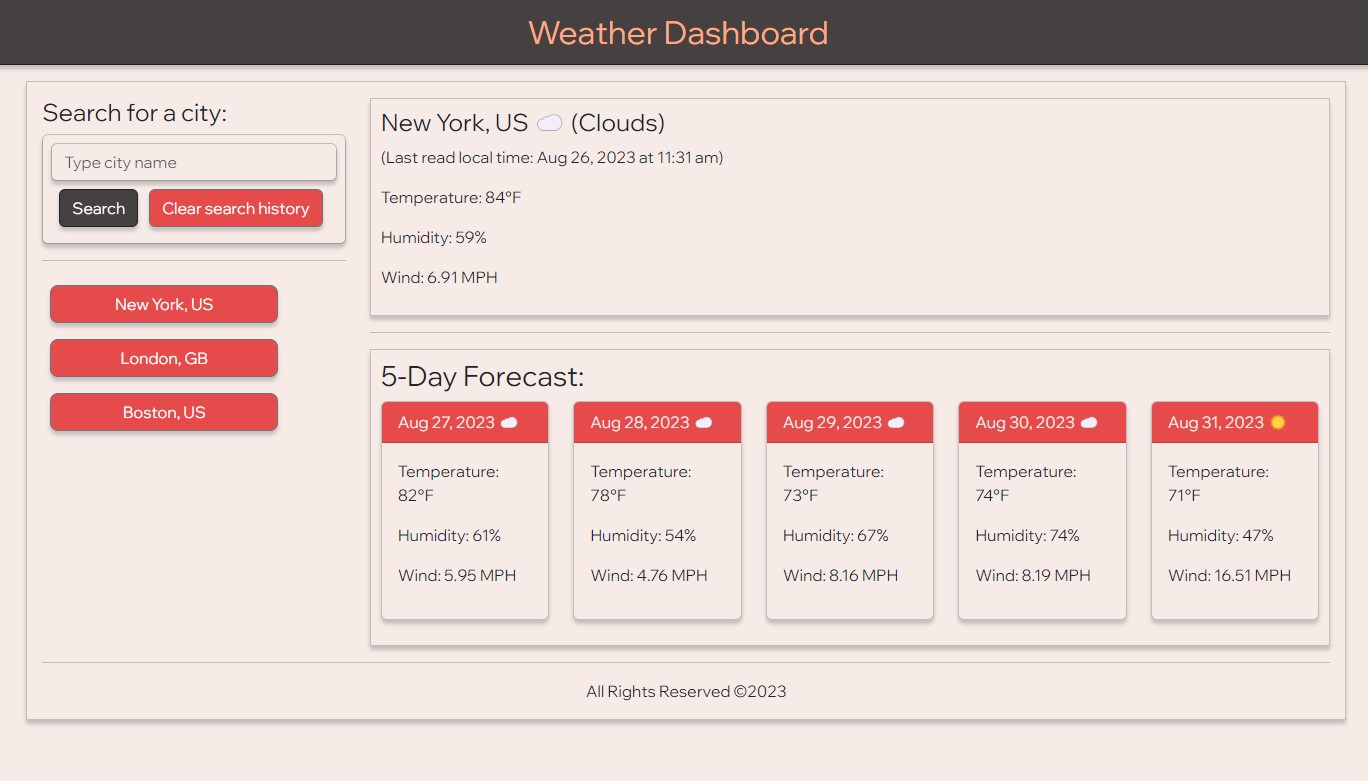 Weather Dashboard
Search for a city:
Type city name
Search
Clear search history
New York, US
London, GB
Boston, US
New York, US (Clouds)
(Last read local time: Aug 26, 2023 at 11:31 am)
Temperature: 84°F
Humidity: 59%
Wind: 6.91 MPH
5-Day Forecast:
Aug 27, 2023
Temperature:
82°F
Humidity: 61%
Wind: 5.95 MPH
Aug 28, 2023
Temperature:
78°F
Humidity: 54%
Wind: 4.76 MPH
Aug 29, 2023
Temperature:
73°F
Humidity: 67%
Wind: 8.16 MPH
Aug 30, 2023
Temperature:
74°F
Humidity: 74%
Wind: 8.19 MPH
Aug 31, 2023
Temperature:
71°F
Humidity: 47%
Wind: 16.51 MPH
All Rights Reserved ©2023